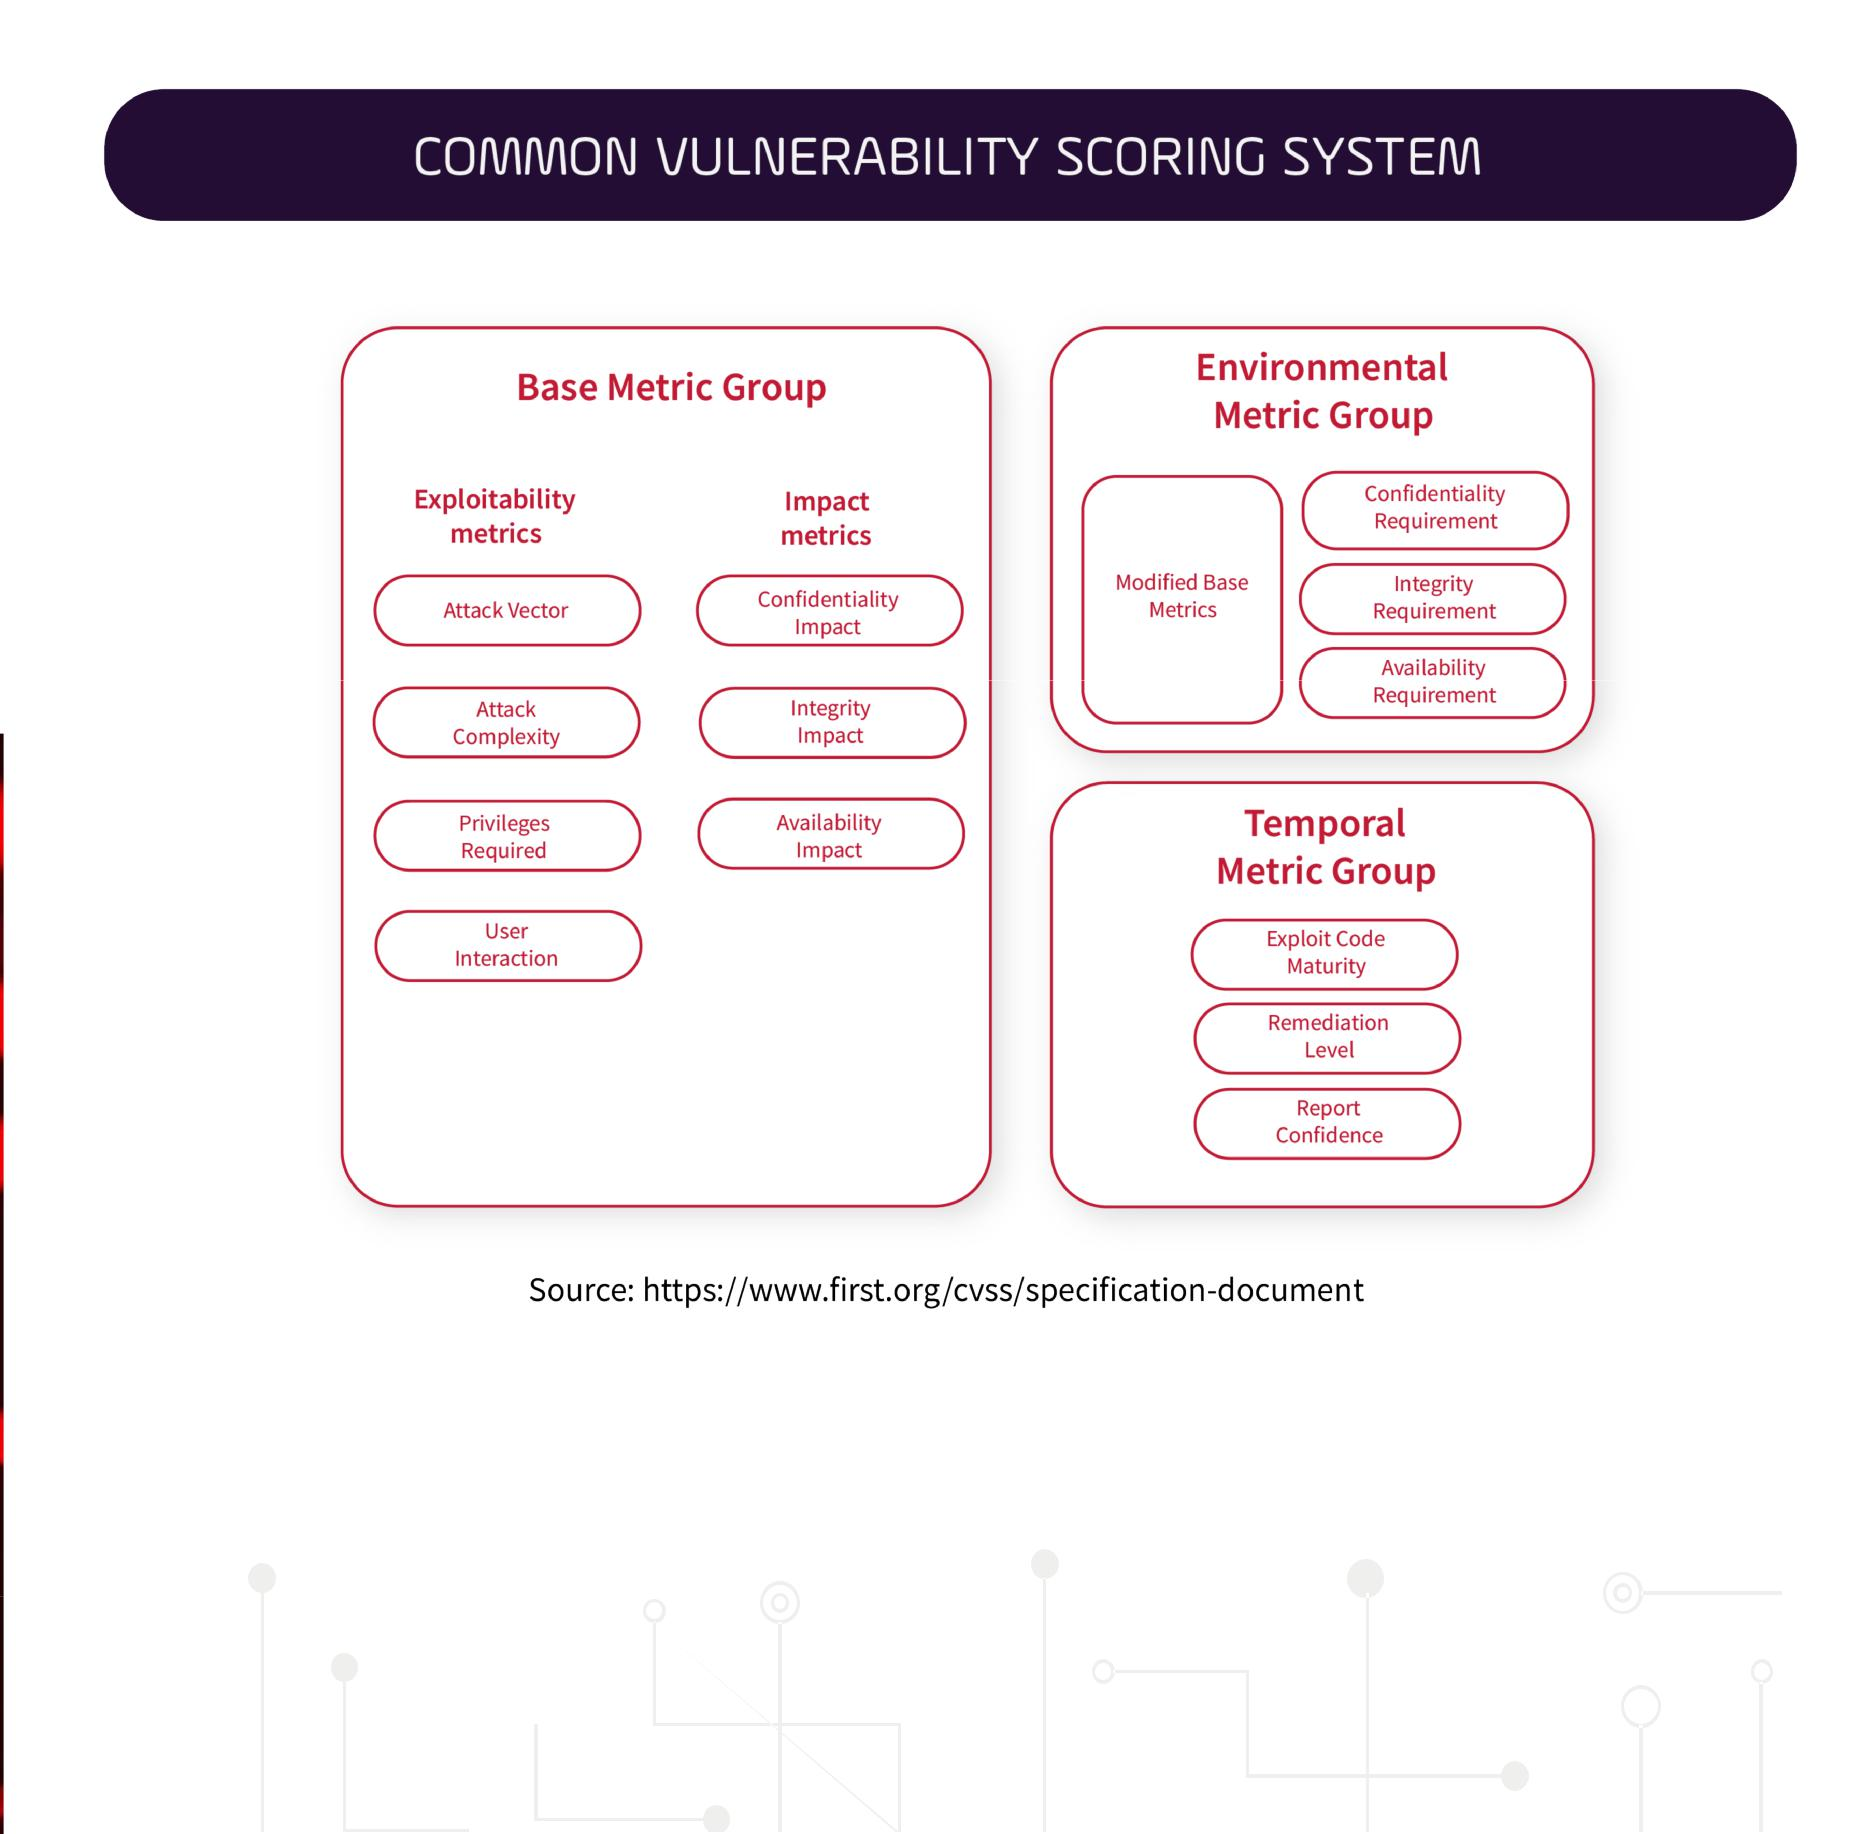 COMMON VULNERABILITY SCORING SYSTEM
Base Metric Group
Exploitability
metrics
Attack Vector
Attack
Complexity
Privileges
Required
User
Interaction
Impact
metrics
Confidentiality
Impact
Integrity
Impact
Availability
Impact
Environmental
Metric Group
Modified Base
Metrics
Confidentiality
Requirement
Integrity
Requirement
Availability
Requirement
Temporal
Metric Group
Exploit Code
Maturity
Remediation
Level
Report
Confidence
Source: https://www.first.org/cvss/specification-document